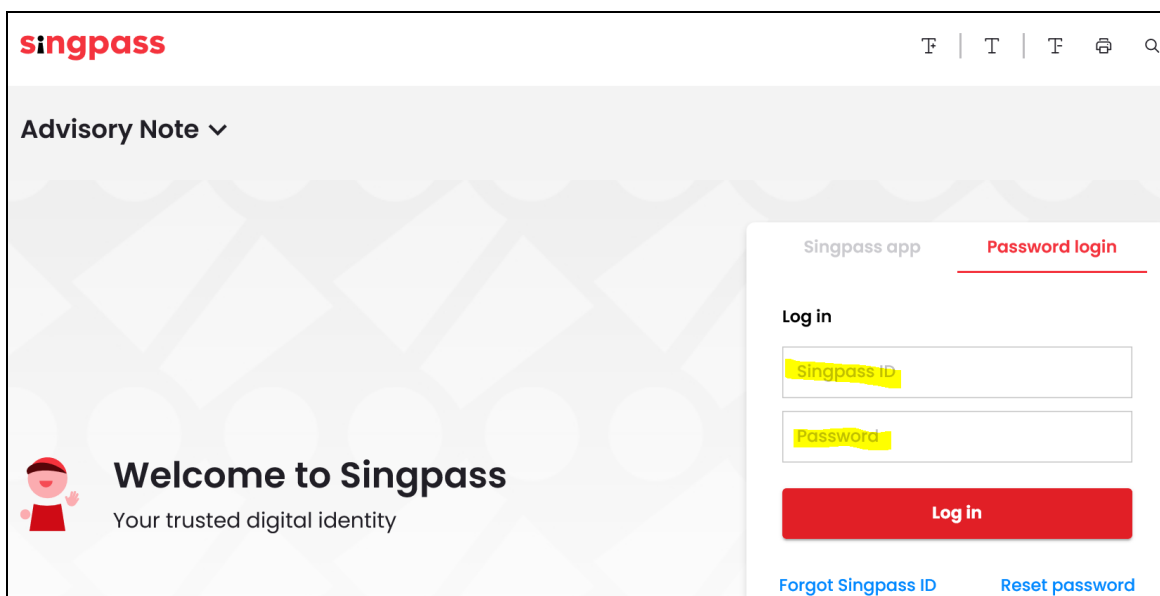 singpass
Advisory Note
Singpass app Password login
Log in
Singpass ID
Password
Welcome to Singpass
Your trusted digital identity
Log in
Forgot Singpass ID Reset password